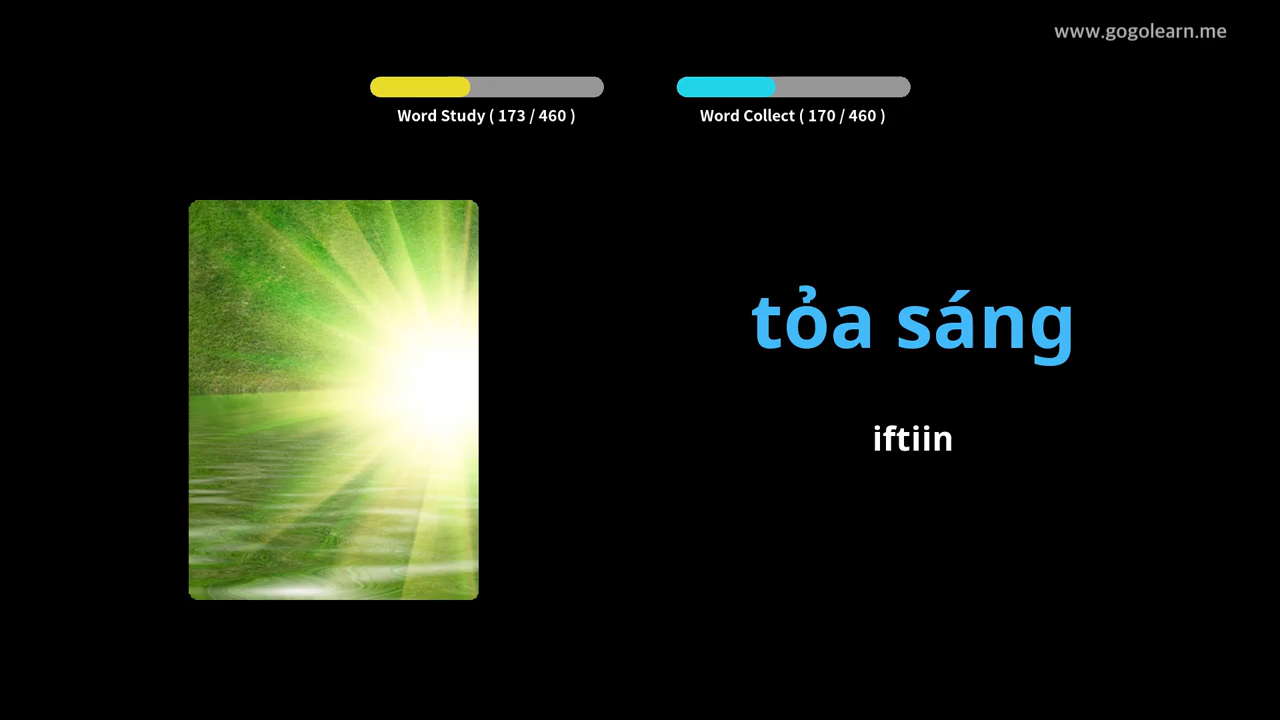 www.gogolearn.me
Word Study ( 173 / 460 )
Word Collect ( 170 / 460 )
tỏa sáng
iftiin